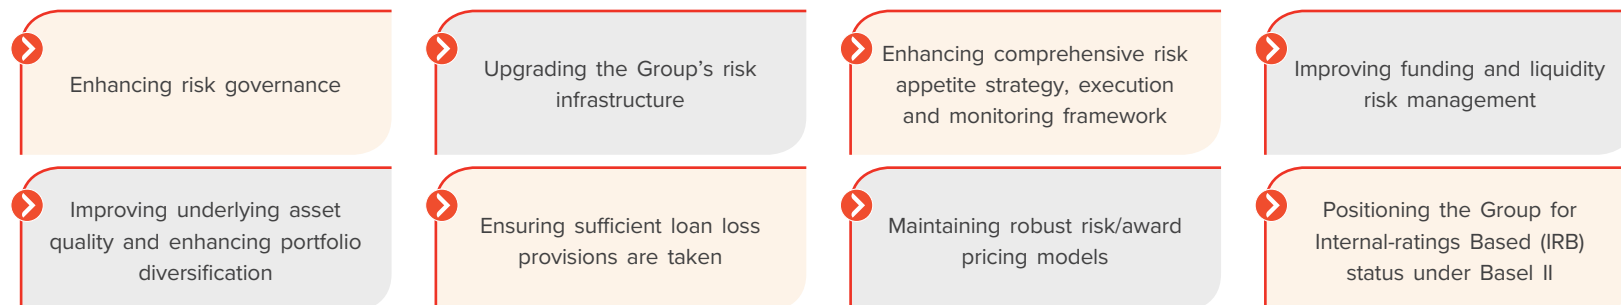 Enhancing risk governance
Upgrading the Group's risk
infrastructure
Enhancing comprehensive risk
appetite strategy, execution
and monitoring framework
Improving funding and liquidity
risk management
Improving underlying asset
quality and enhancing portfolio
diversification
Ensuring sufficient loan loss
provisions are taken
Maintaining robust risk/award
pricing models
Positioning the Group for
Internal-ratings Based (IRB)
status under Basel II